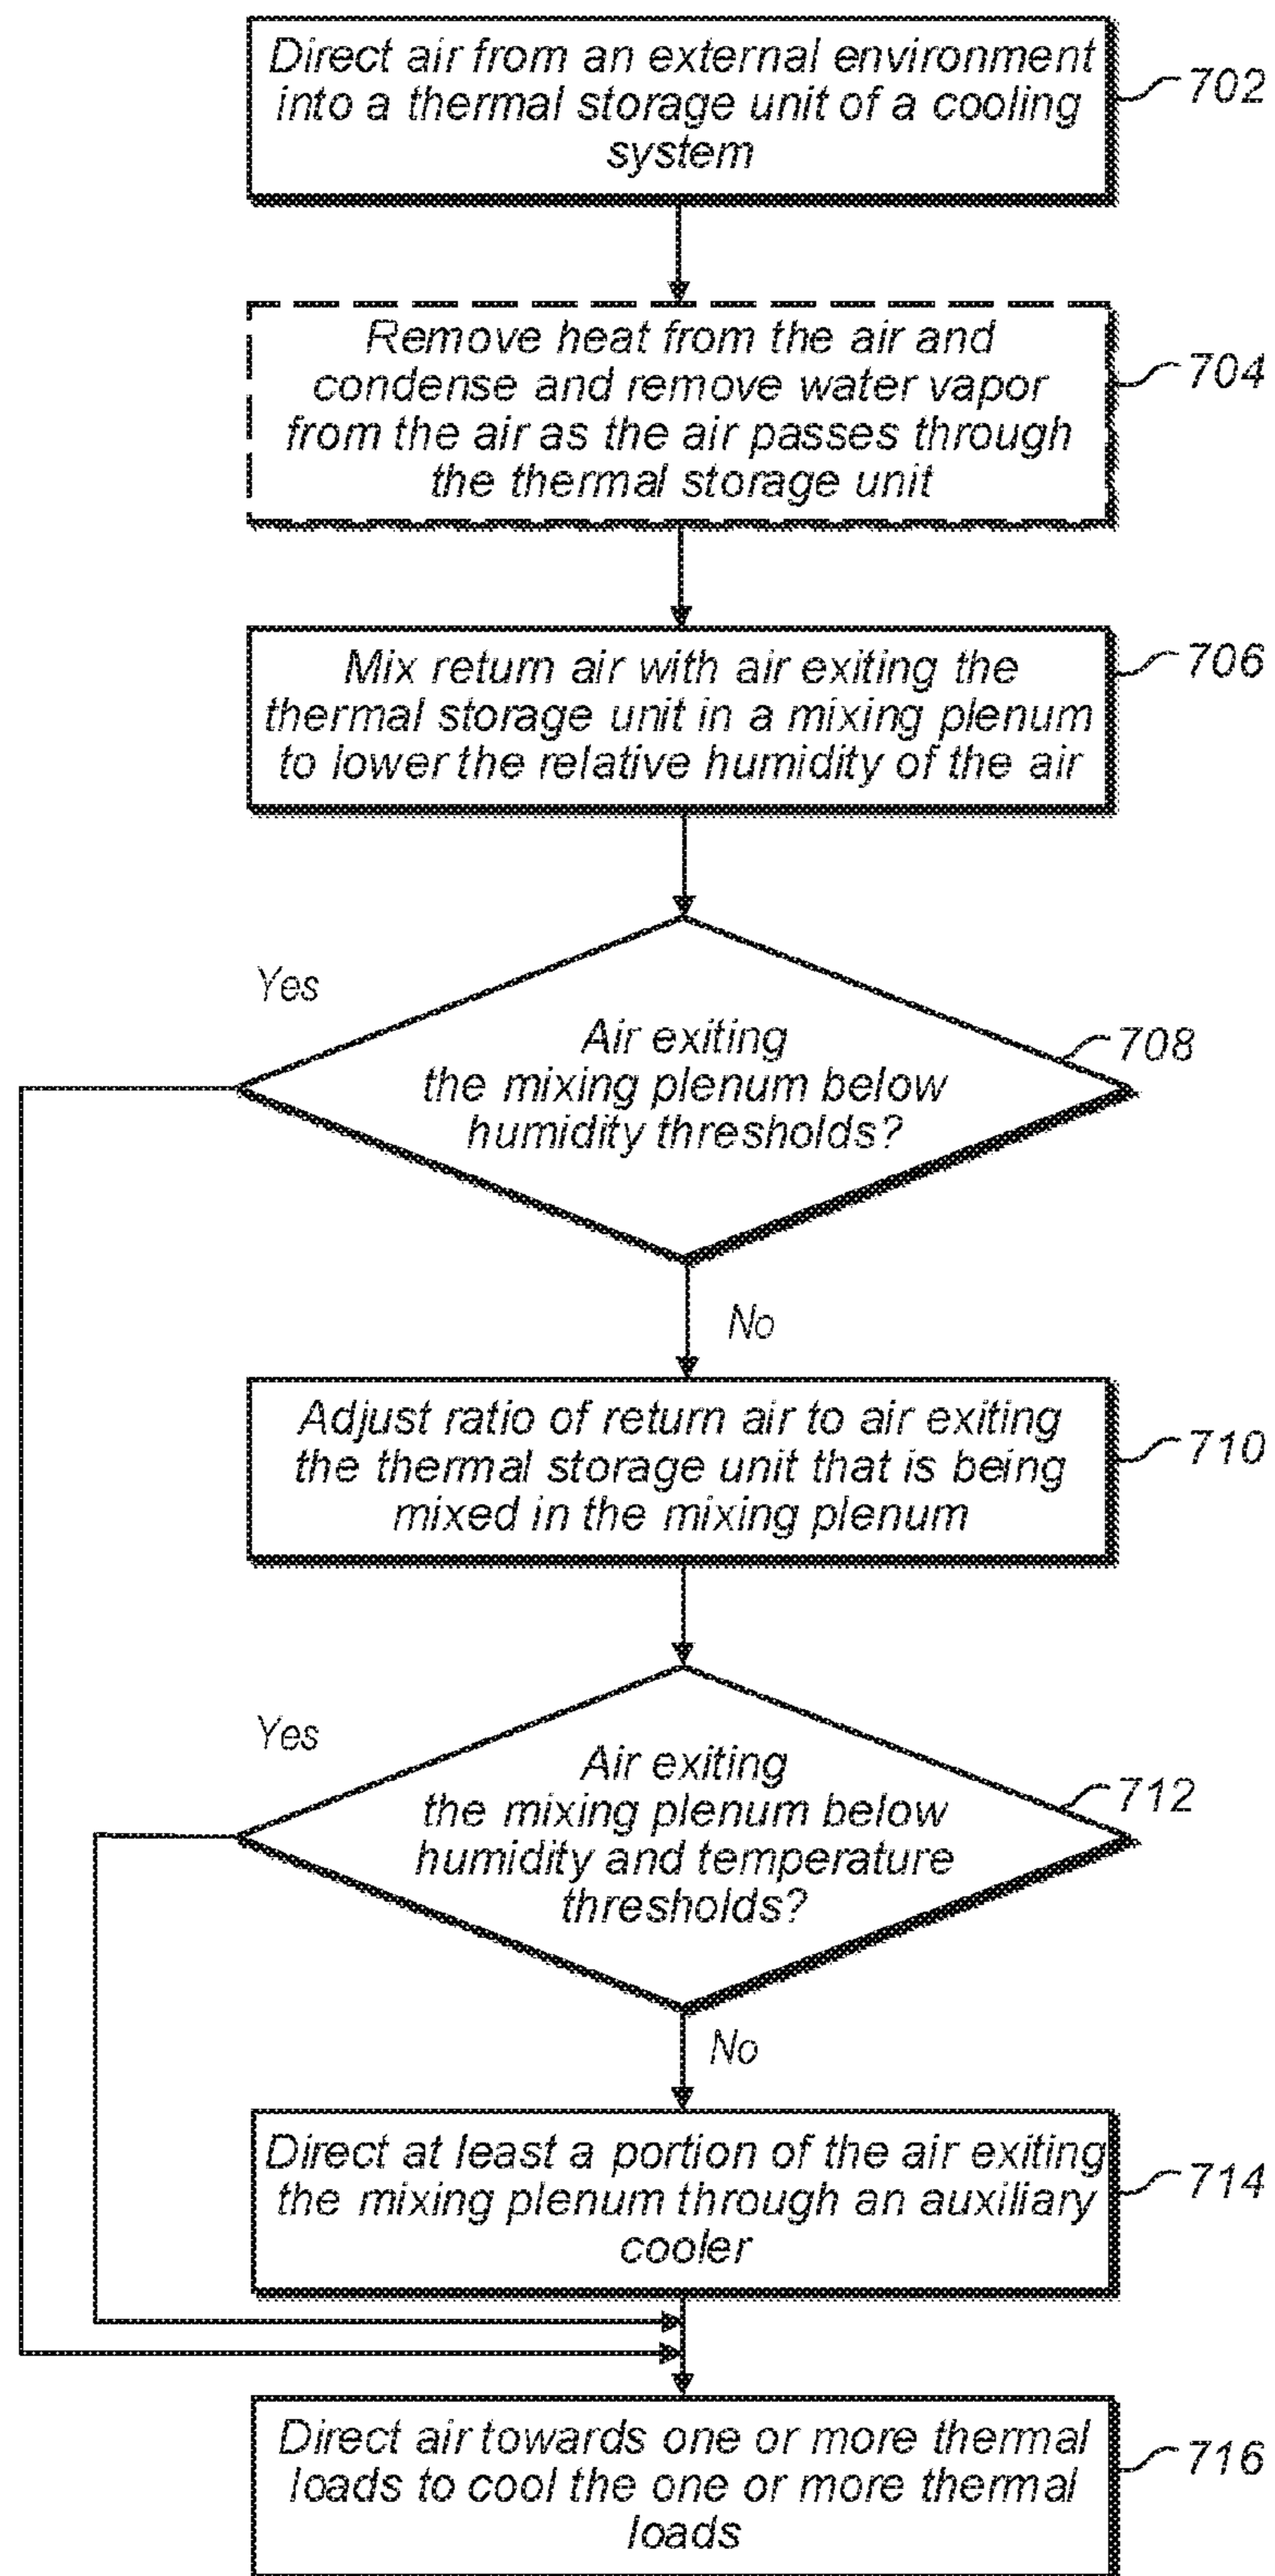 Direct air from an external environment
into a thermal storage unit of a cooling
system
702
Remove heat from the air and
condense and remove water vapor
from the air as the air passes through
the thermal storage unit
704
Mix return air with air exiting the
thermal storage unit in a mixing plenum
to lower the relative humidity of the air
706
Yes
Air exiting
the mixing plenum below
humidity thresholds?
708
No
Adjust ratio of return air to air exiting
the thermal storage unit that is being
mixed in the mixing plenum
710
Yes
Air exiting
the mixing plenum below
humidity and temperature
thresholds?
712
No
Direct at least a portion of the air exiting
the mixing plenum through an auxiliary
cooler
714
Direct air towards one or more thermal
loads to cool the one or more thermal
loads
716